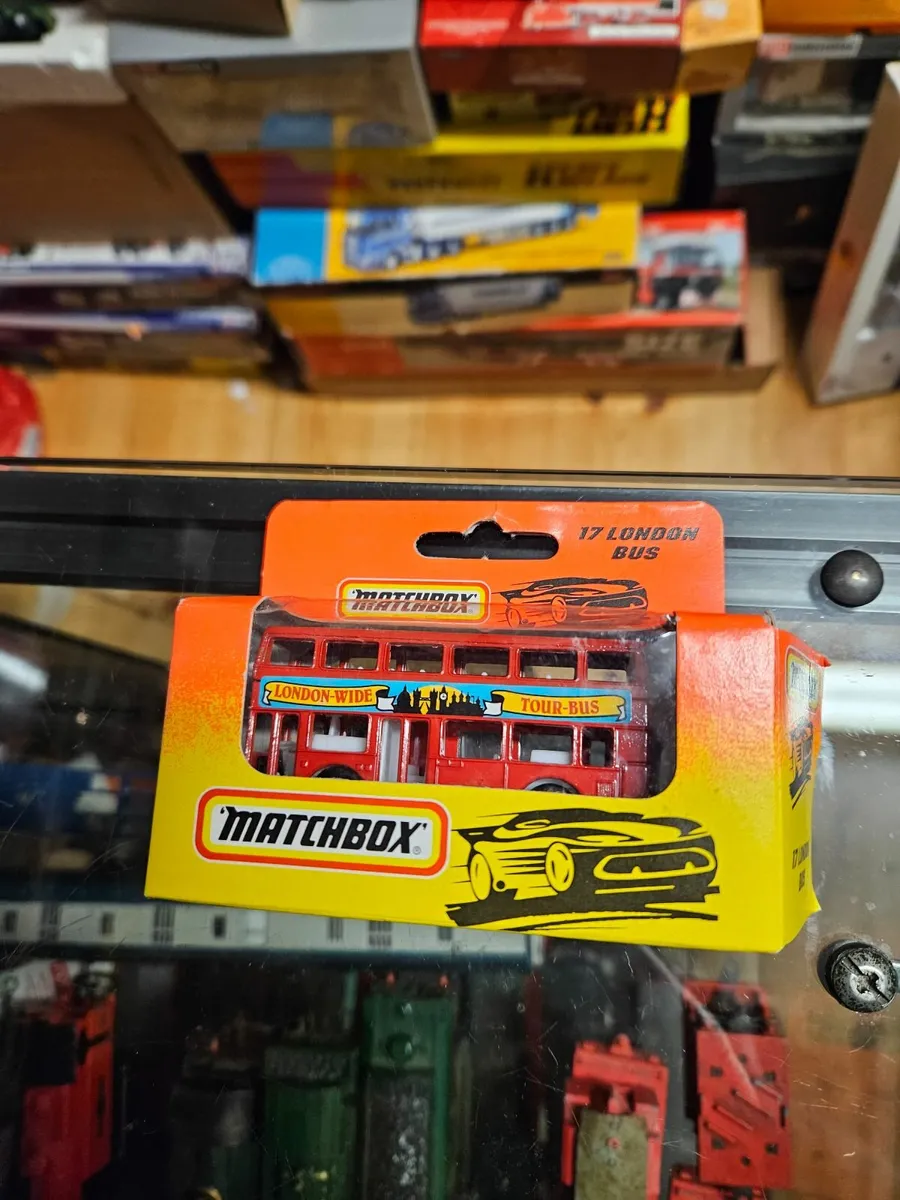 17 LONDON
BUS
MATCHBOX
LONDON-WIDE TOUR-BUS
'MATCHBOX'®